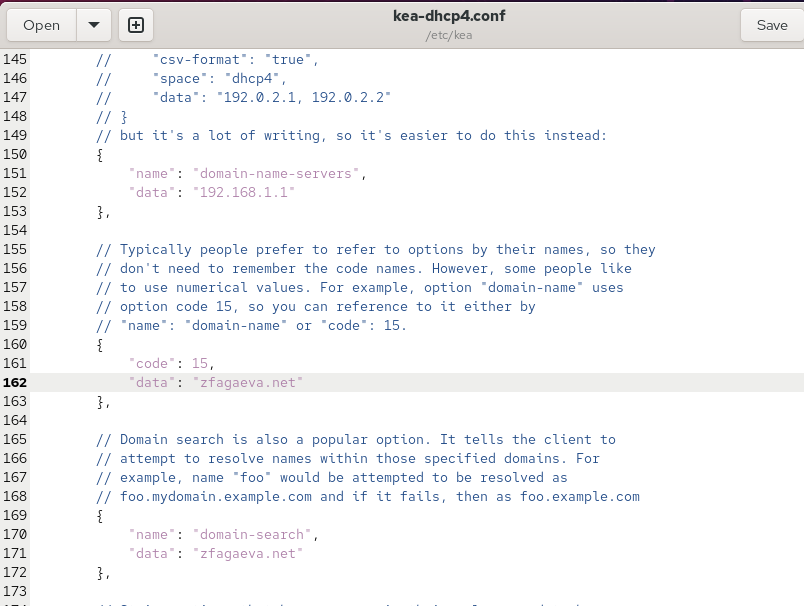 Open
kea-dhcp4.conf
/etc/kea
Save
145 //     "csv-format": "true",
146 //     "space": "dhcp4",
147 //     "data": "192.0.2.1, 192.0.2.2"
148 // }
149 // but it's a lot of writing, so it's easier to do this instead:
150 {
151     "name": "domain-name-servers",
152     "data": "192.168.1.1"
153 },
154
155 // Typically people prefer to refer to options by their names, so they
156 // don't need to remember the code names. However, some people like
157 // to use numerical values. For example, option "domain-name" uses
158 // option code 15, so you can reference to it either by
159 // "name": "domain-name" or "code": 15.
160 {
161     "code": 15,
162     "data": "zfagaeva.net"
163 },
164
165 // Domain search is also a popular option. It tells the client to
166 // attempt to resolve names within those specified domains. For
167 // example, name "foo" would be attempted to be resolved as
168 // foo.mydomain.example.com and if it fails, then as foo.example.com
169 {
170     "name": "domain-search",
171     "data": "zfagaeva.net"
172 },
173